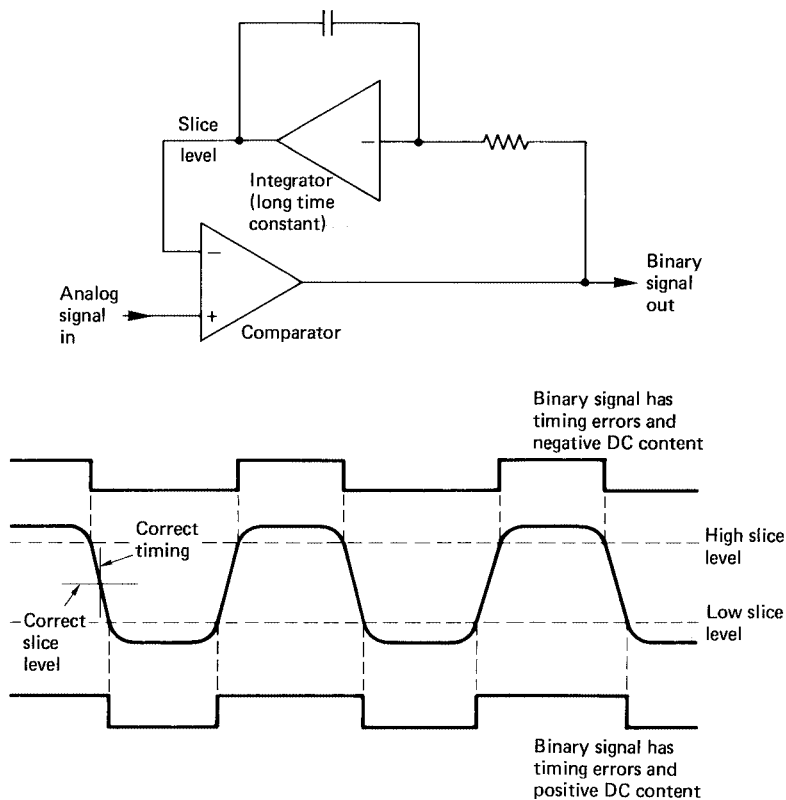 Slice
level
−
Integrator
(long time
constant)
−
Binary
signal
out
Analog
signal
in
+
Comparator
Binary signal has
timing errors and
negative DC content
Correct
timing
High slice
level
Correct
slice
level
Low slice
level
Binary signal has
timing errors and
positive DC content